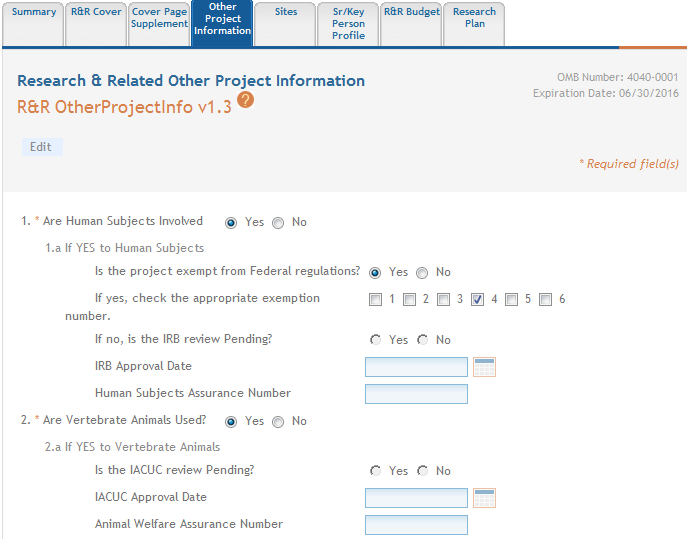 Summary
R&R Cover
Cover Page
Supplement
Other
Project
Information
Sites
Sr/Key
Person
Profile
R&R Budget
Research
Plan
Research & Related Other Project Information
OMB Number: 4040-0001
R&R OtherProjectInfo v1.3 ?
Expiration Date: 06/30/2016
Edit
* Required field(s)
1. * Are Human Subjects Involved Yes No
1.a If YES to Human Subjects
Is the project exempt from Federal regulations? Yes No
If yes, check the appropriate exemption 1 2 3 4 5 6
number.
If no, is the IRB review Pending? Yes No
IRB Approval Date
Human Subjects Assurance Number
2. * Are Vertebrate Animals Used? Yes No
2.a If YES to Vertebrate Animals
Is the IACUC review Pending? Yes No
IACUC Approval Date
Animal Welfare Assurance Number